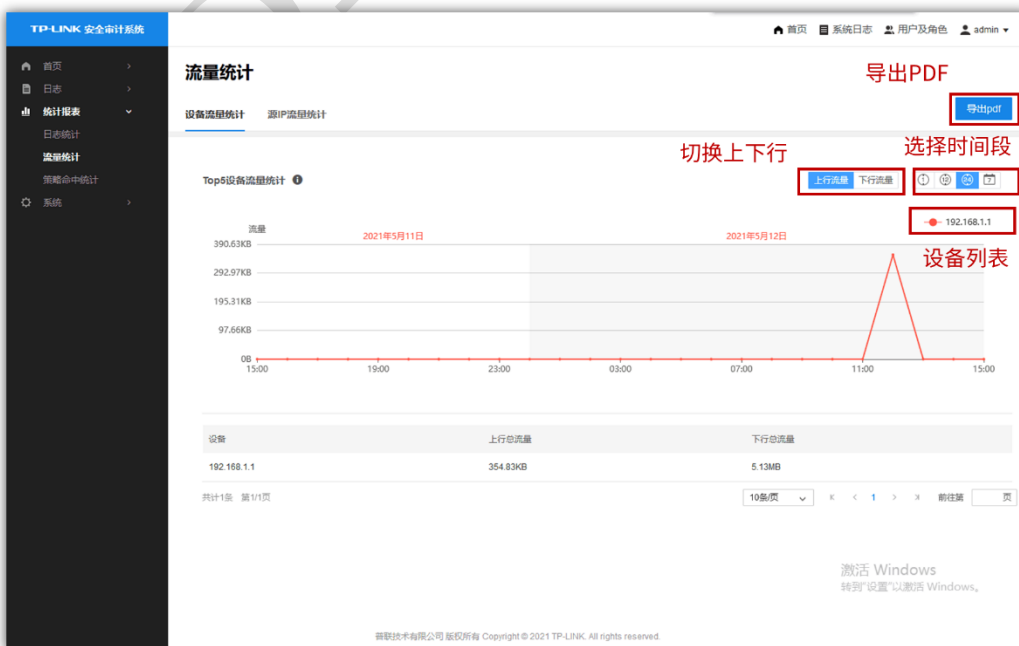 TP-LINK 安全审计系统
首页 系统日志 用户及角色 admin
首页
日志
统计报表
日志统计
流量统计
策略命中统计
系统
流量统计
导出PDF
设备流量统计 源IP流量统计
导出pdf
切换上下行
选择时间段
Top5设备流量统计
上行流量 下行流量
1 12 24 7
192.168.1.1
设备列表
流量
2021年5月11日 2021年5月12日
390.63KB
292.97KB
195.31KB
97.66KB
0B
15:00 19:00 23:00 03:00 07:00 11:00 15:00
设备 上行总流量 下行总流量
192.168.1.1 354.83KB 5.13MB
共计1条 第1/1页
10条/页 1 前往第 页
激活 Windows
转到"设置"以激活 Windows。
普联技术有限公司 版权所有 Copyright © 2021 TP-LINK. All rights reserved.